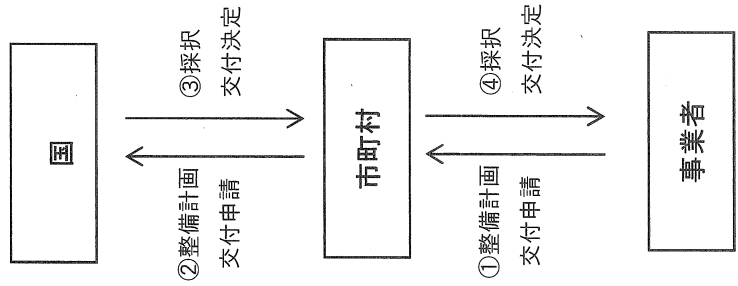 国
③採択
交付決定
②整備計画
交付申請
市町村
④採択
交付決定
①整備計画
交付申請
事業者